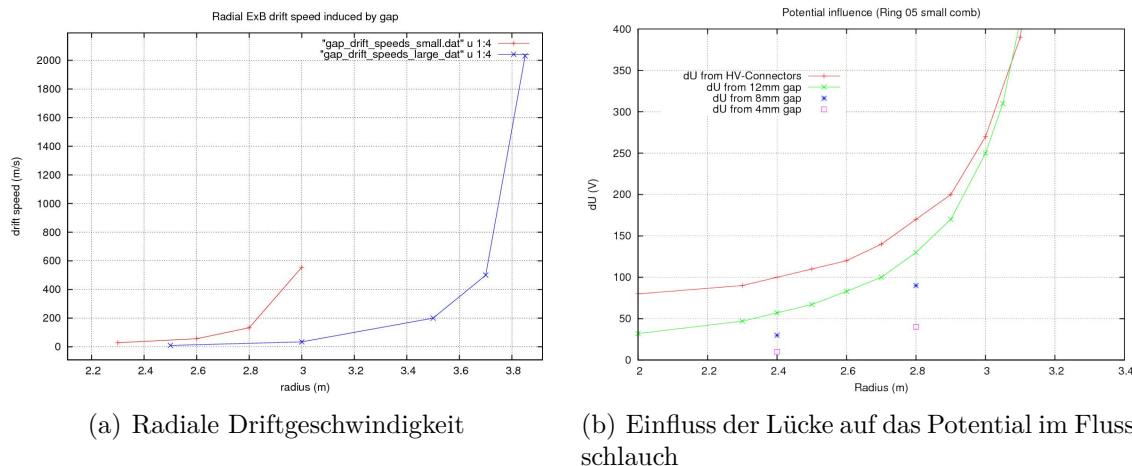 Radial ExB drift speed induced by gap
"gap_drift_speeds_small.dat" u 1:4
"gap_drift_speeds_large_dat" u 1:4
2000
1800
1600
1400
1200
1000
800
600
400
200
0
drift speed (m/s)
2.2 2.4 2.6 2.8 3 3.2 3.4 3.6 3.8
radius (m)
(a) Radiale Driftgeschwindigkeit
Potential influence (Ring 05 small comb)
dU from HV-Connectors
dU from 12mm gap
dU from 8mm gap
dU from 4mm gap
400
350
300
250
200
150
100
50
0
dU (V)
2 2.2 2.4 2.6 2.8 3 3.2 3.4
Radius (m)
(b) Einfluss der Lücke auf das Potential im Fluss
schlauch